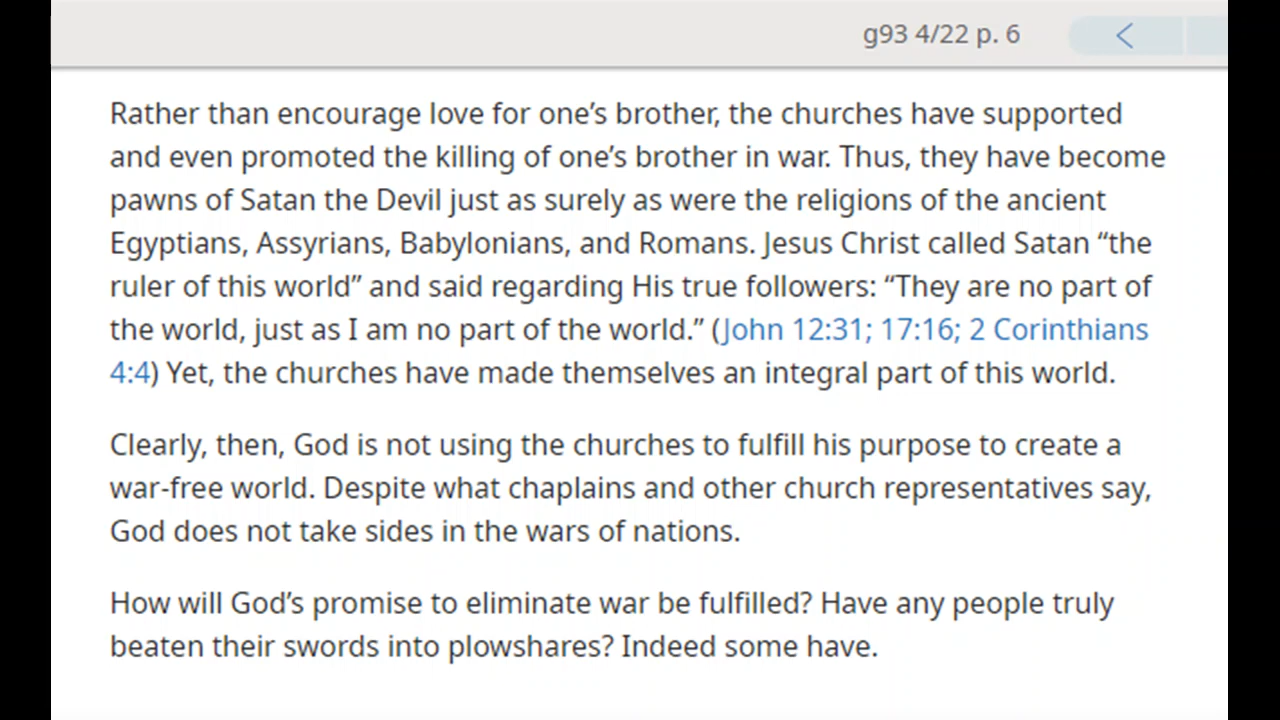 g93 4/22 p. 6
Rather than encourage love for one’s brother, the churches have supported
and even promoted the killing of one’s brother in war. Thus, they have become
pawns of Satan the Devil just as surely as were the religions of the ancient
Egyptians, Assyrians, Babylonians, and Romans. Jesus Christ called Satan “the
ruler of this world” and said regarding His true followers: “They are no part of
the world, just as I am no part of the world.” (John 12:31; 17:16; 2 Corinthians
4:4) Yet, the churches have made themselves an integral part of this world.
Clearly, then, God is not using the churches to fulfill his purpose to create a
war-free world. Despite what chaplains and other church representatives say,
God does not take sides in the wars of nations.
How will God’s promise to eliminate war be fulfilled? Have any people truly
beaten their swords into plowshares? Indeed some have.